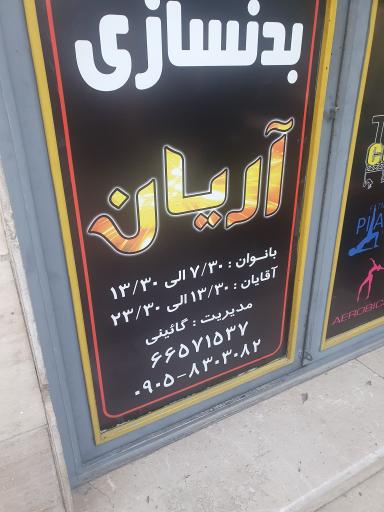 بدنسازی
آریان
بانوان : ۷/۳۰ الی ۱۳/۳۰
آقایان : ۱۳/۳۰ الی ۲۳/۳۰
مدیریت : گائینی
۶۶۵۷۱۵۳۷
۰۹۰۵-۸۳۰۳۰۸۲
AEROBIC